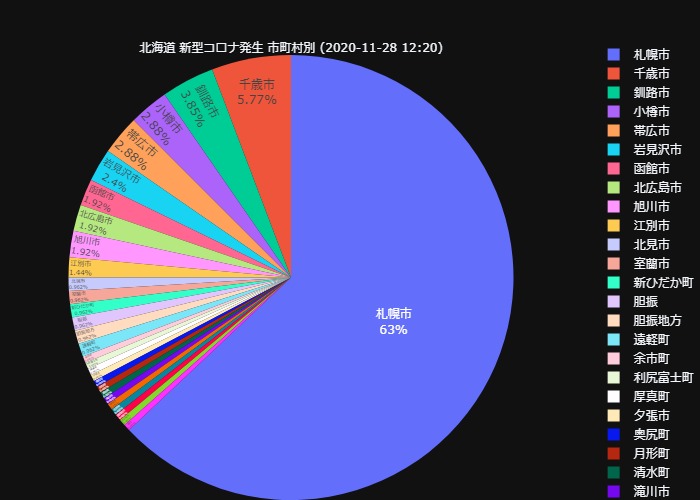 北海道 新型コロナ発生 市町村別 (2020-11-28 12:20)
千歳市
5.77%
釧路市
3.85%
小樽市
2.88%
帯広市
2.88%
岩見沢市
2.4%
函館市
1.92%
北広島市
1.92%
旭川市
1.92%
江別市
1.44%
札幌市
63%
札幌市
千歳市
釧路市
小樽市
帯広市
岩見沢市
函館市
北広島市
旭川市
江別市
北見市
室蘭市
新ひだか町
胆振
胆振地方
遠軽町
余市町
利尻富士町
厚真町
夕張市
奥尻町
月形町
清水町
滝川市